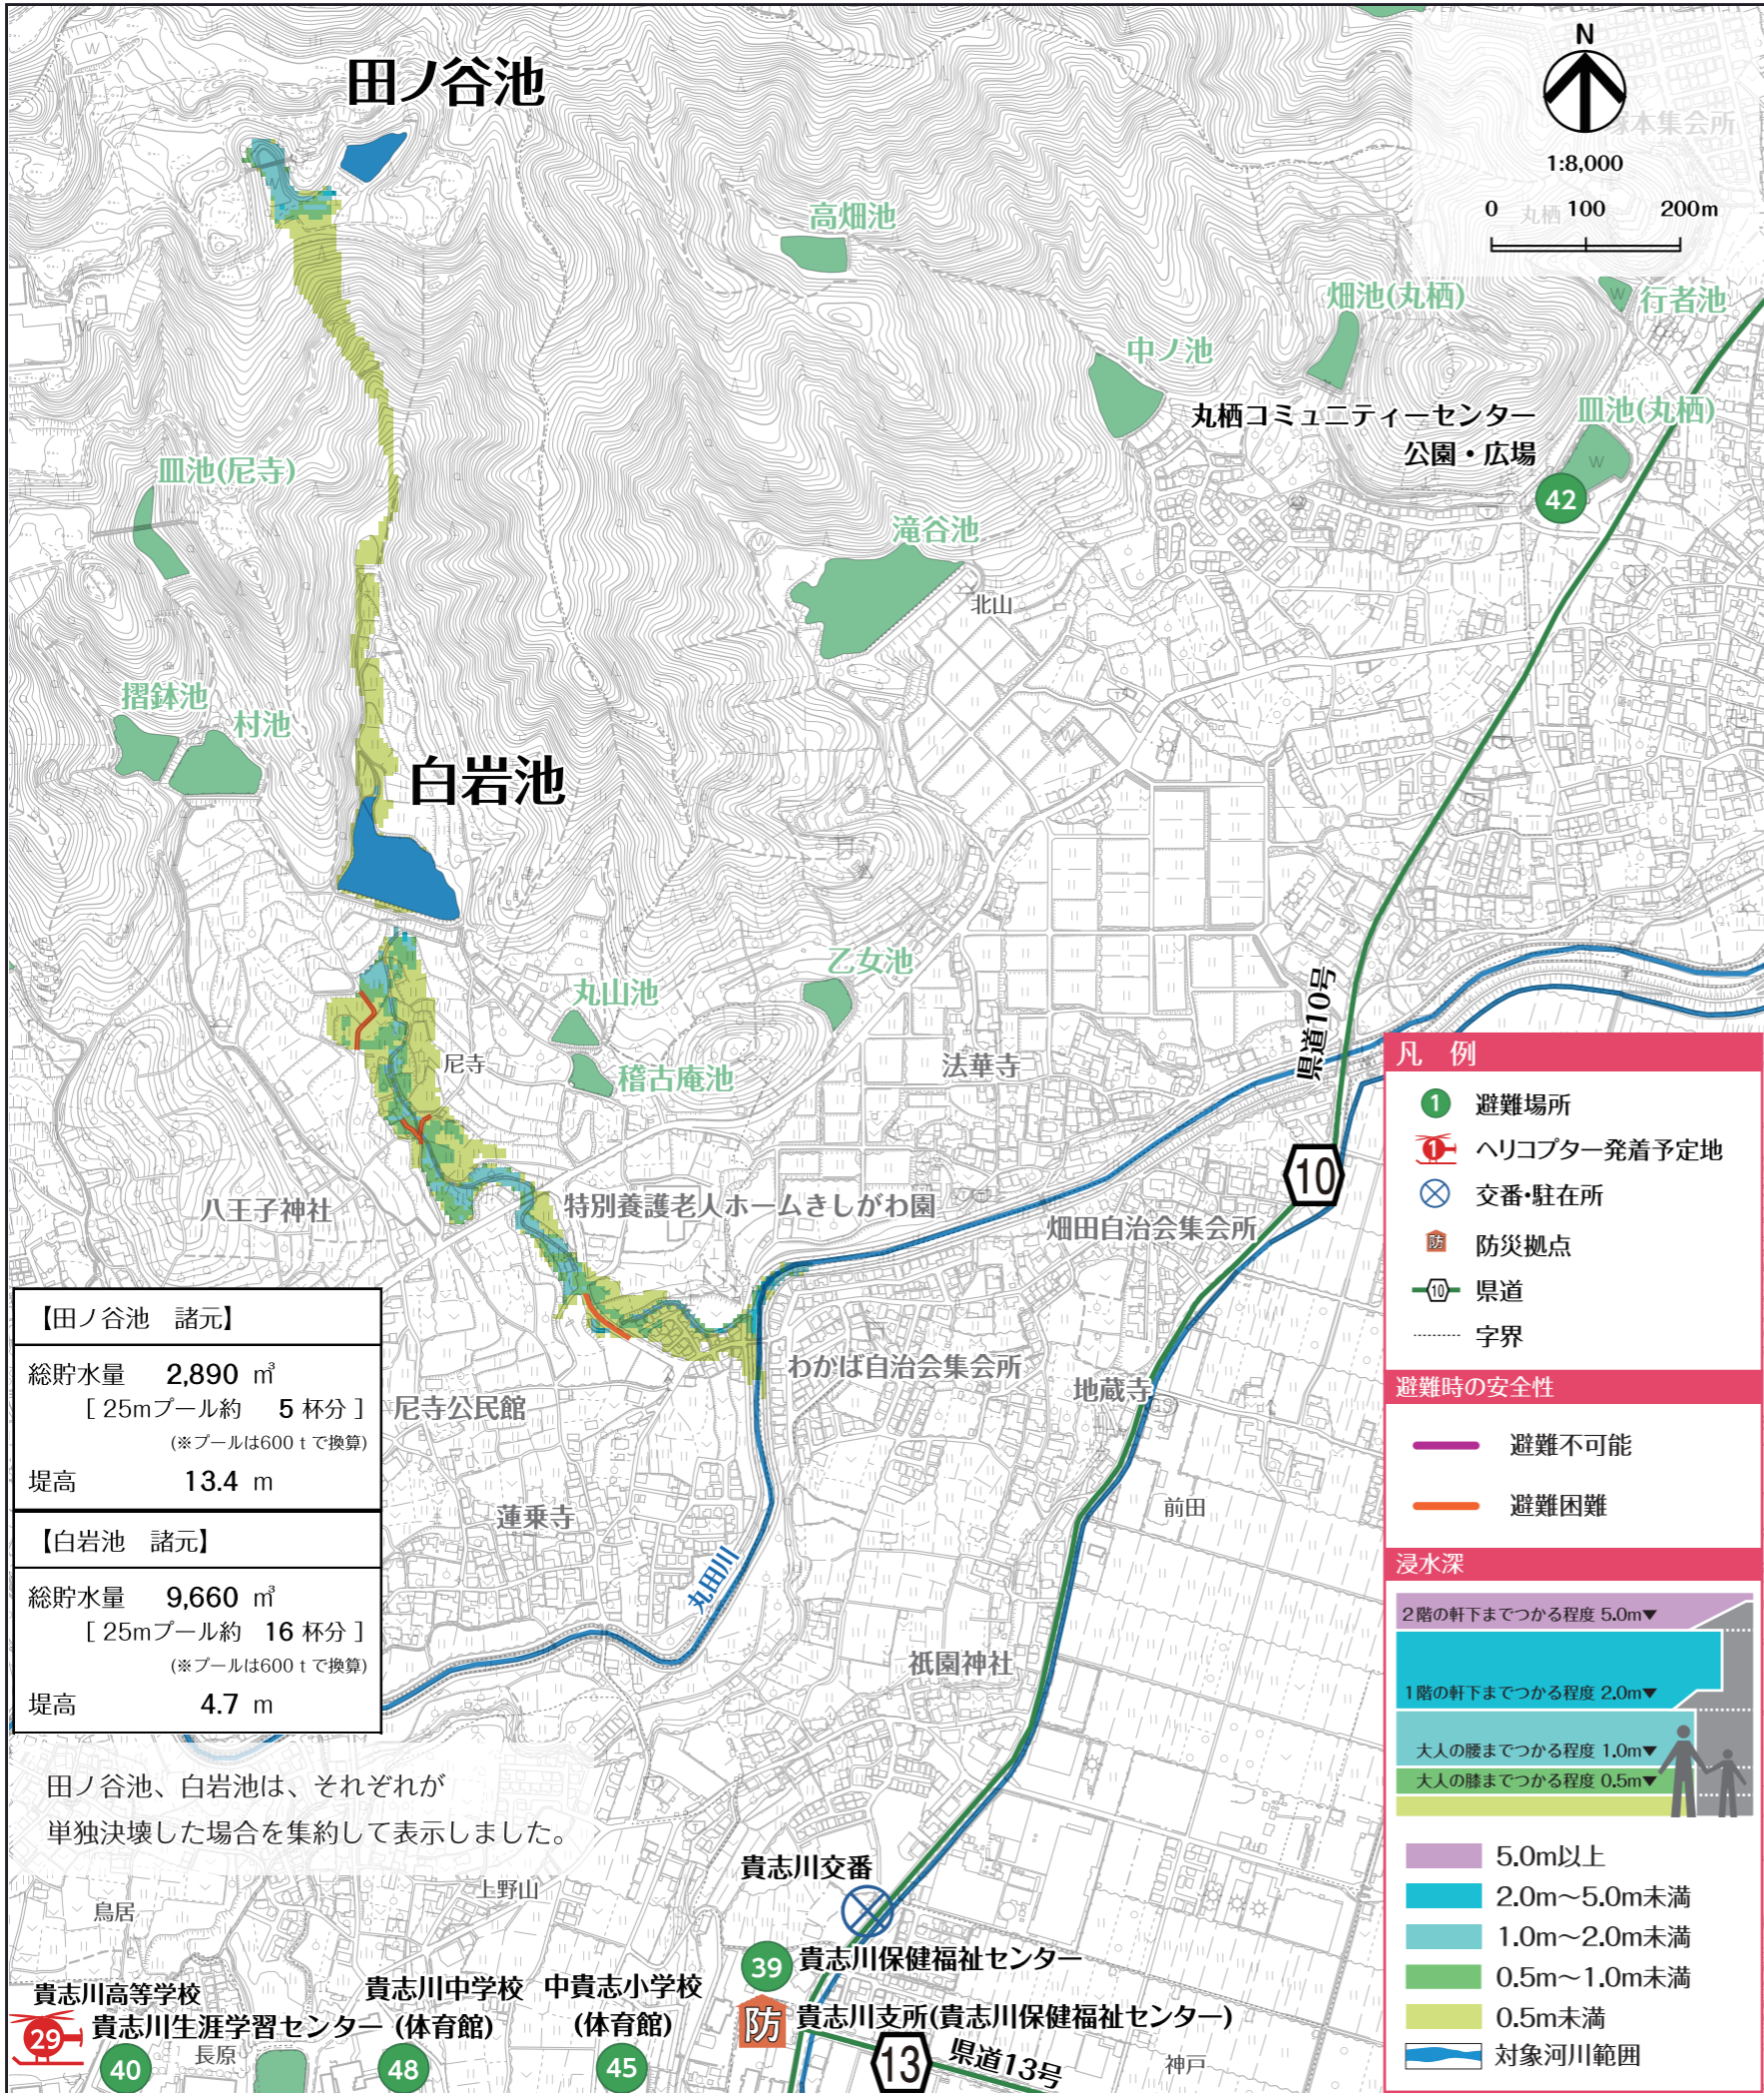 田ノ谷池
N
塚本集会所
1:8,000
0 丸栖 100 200m
高畑池
畑池(丸栖)
W 行者池
中ノ池
丸栖コミュニティーセンター
公園・広場
皿池(丸栖)
W
42
皿池(尼寺)
滝谷池
北山
摺鉢池
村池
白岩池
乙女池
丸山池
稽古庵池
尼寺
法華寺
県道10号
10
八王子神社
特別養護老人ホームきしがわ園
畑田自治会集会所
わかば自治会集会所
地蔵寺
尼寺公民館
前田
蓮乗寺
丸田川
祇園神社
【田ノ谷池 諸元】
総貯水量 2,890 ㎥
[ 25mプール約 5 杯分 ]
(※プールは600ｔで換算)
堤高 13.4 m
【白岩池 諸元】
総貯水量 9,660 ㎥
[ 25mプール約 16 杯分 ]
(※プールは600ｔで換算)
堤高 4.7 m
田ノ谷池、白岩池は、それぞれが
単独決壊した場合を集約して表示しました。
鳥居
上野山
貴志川交番
39 貴志川保健福祉センター
防 貴志川支所(貴志川保健福祉センター)
13 県道13号
神戸
貴志川高等学校
29
貴志川生涯学習センター
40
長原
貴志川中学校
(体育館)
48
中貴志小学校
(体育館)
45
凡 例
1 避難場所
1 ヘリコプター発着予定地
交番・駐在所
防 防災拠点
10 県道
字界
避難時の安全性
避難不可能
避難困難
浸水深
2階の軒下までつかる程度 5.0m▼
1階の軒下までつかる程度 2.0m▼
大人の腰までつかる程度 1.0m▼
大人の膝までつかる程度 0.5m▼
5.0m以上
2.0m〜5.0m未満
1.0m〜2.0m未満
0.5m〜1.0m未満
0.5m未満
対象河川範囲